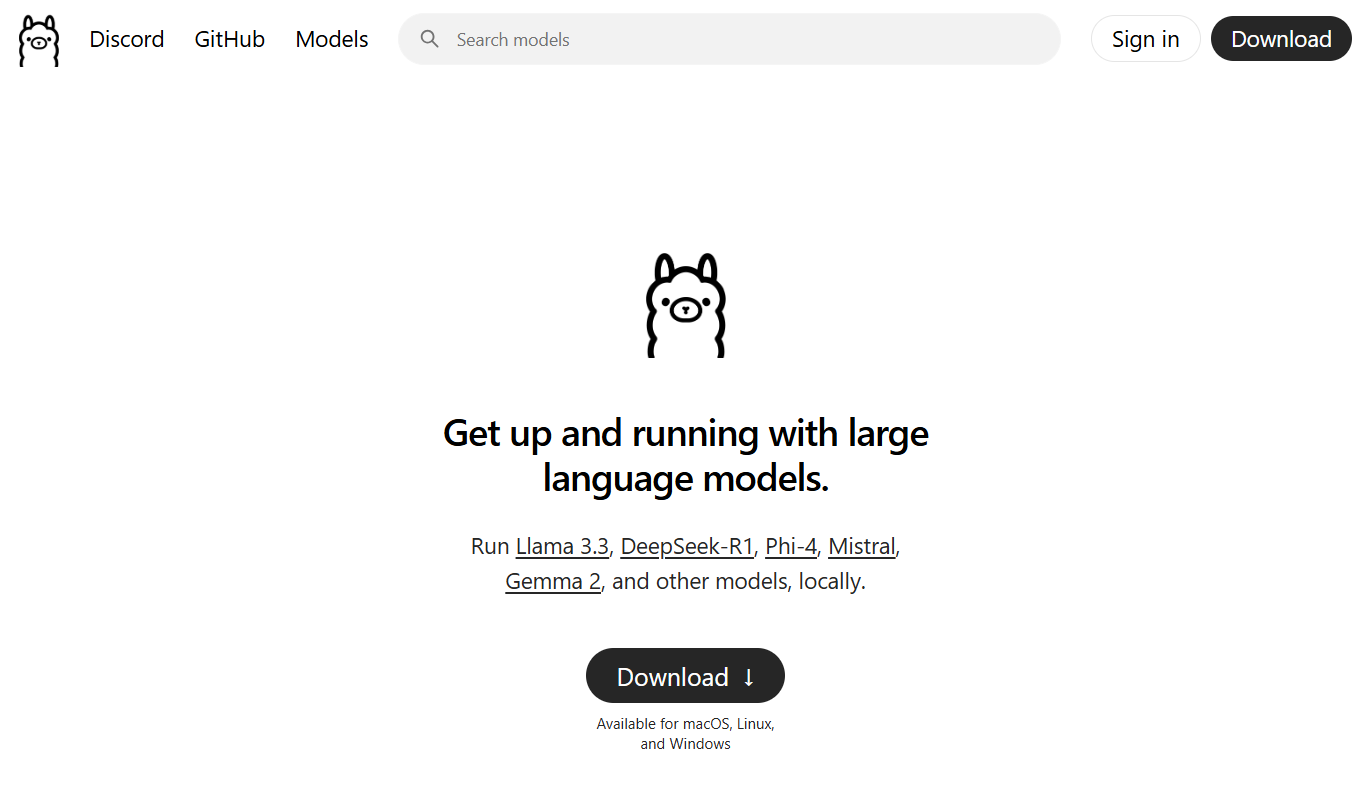 Discord GitHub Models Search models Sign in Download
Get up and running with large
language models.
Run Llama 3.3, DeepSeek-R1, Phi-4, Mistral,
Gemma 2, and other models, locally.
Download ↓
Available for macOS, Linux,
and Windows